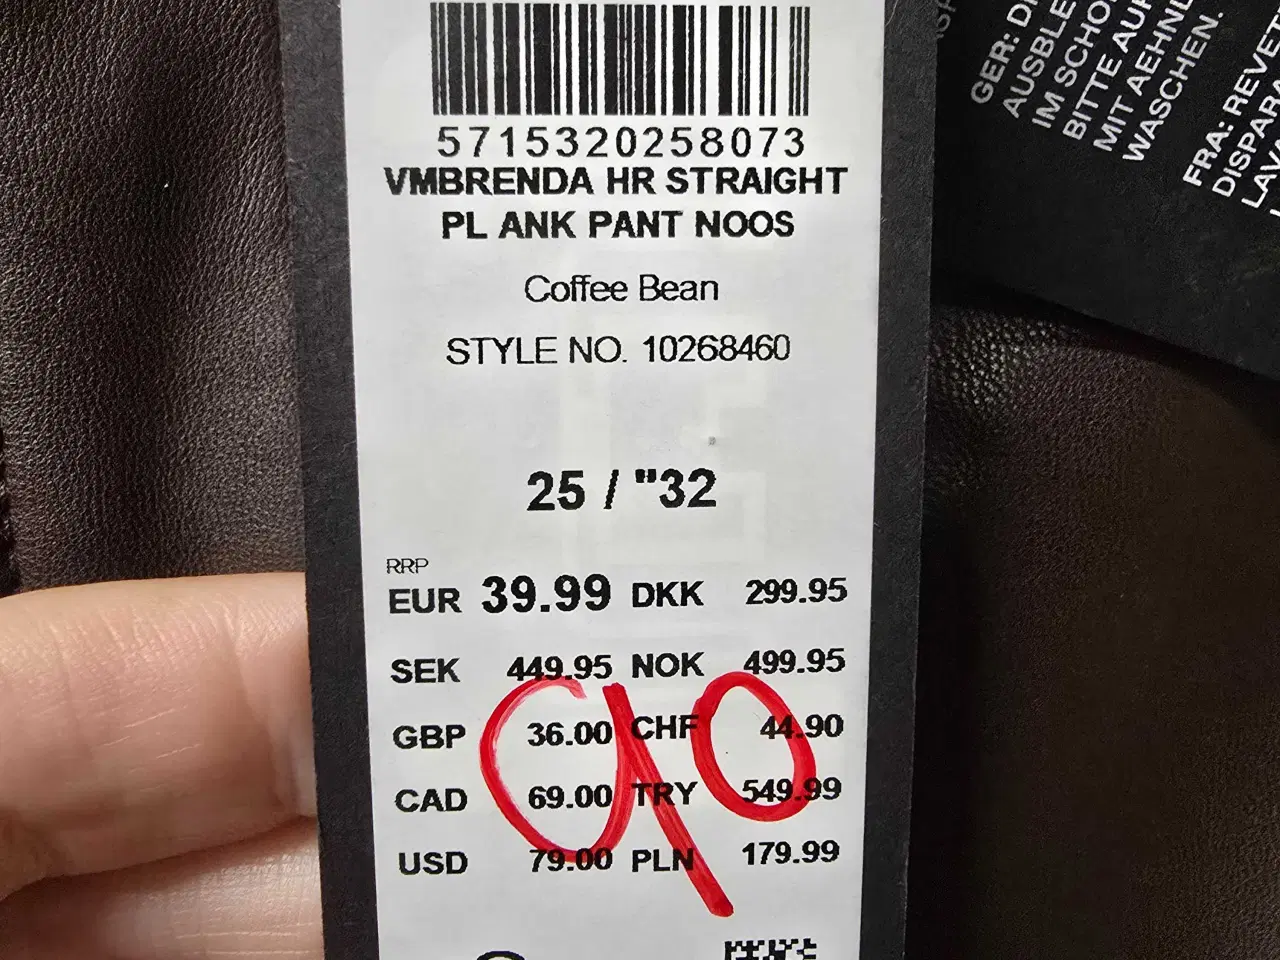 5715320258073
VMBRENDA HR STRAIGHT
PL ANK PANT NOOS
Coffee Bean
STYLE NO. 10268460
25 / "32
RRP
EUR 39.99 DKK 299.95
SEK 449.95 NOK 499.95
GBP 36.00 CHF 44.90
CAD 69.00 TRY 549.99
USD 79.00 PLN 179.99
90
GER:
AUSBLE
IM SCHO
BITTE AUF
MIT AEHNL
WASCHEN.
FRA: REVET
DISPARA
LAVA